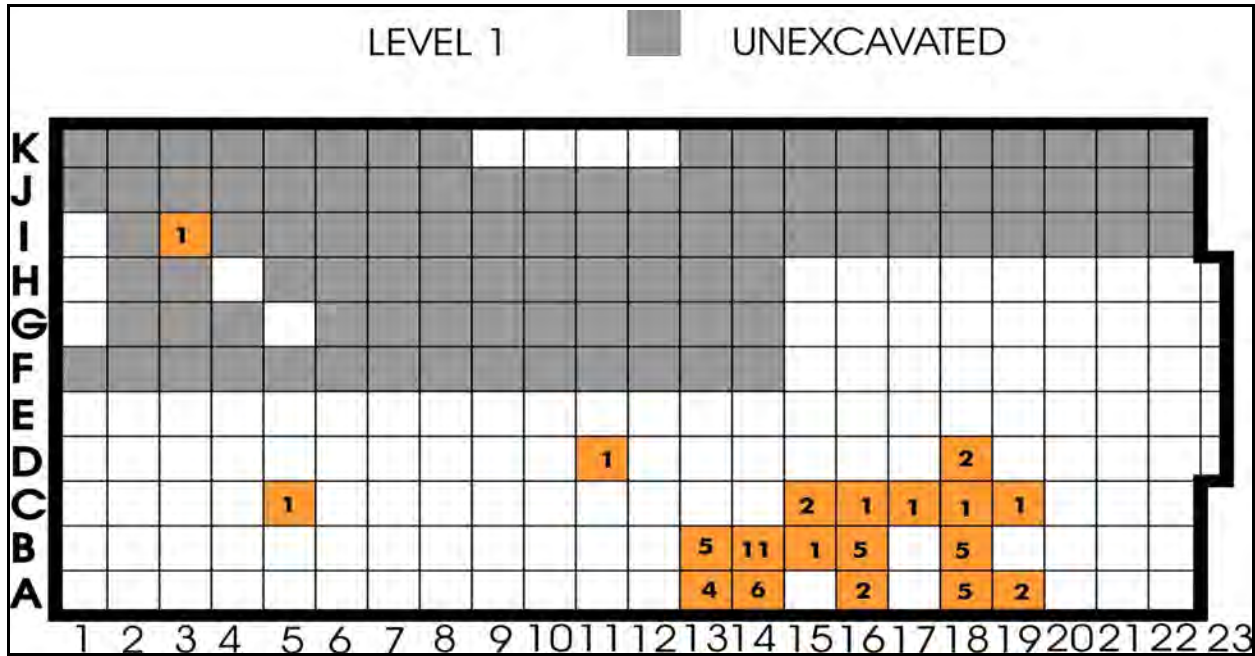 LEVEL 1 UNEXCAVATED
K
J
I 1
H
G
F
E
D 1 2
C 1 2 1 1 1 1
B 5 11 1 5 5
A 4 6 2 5 2
1 2 3 4 5 6 7 8 9 10 11 12 13 14 15 16 17 18 19 20 21 22 23